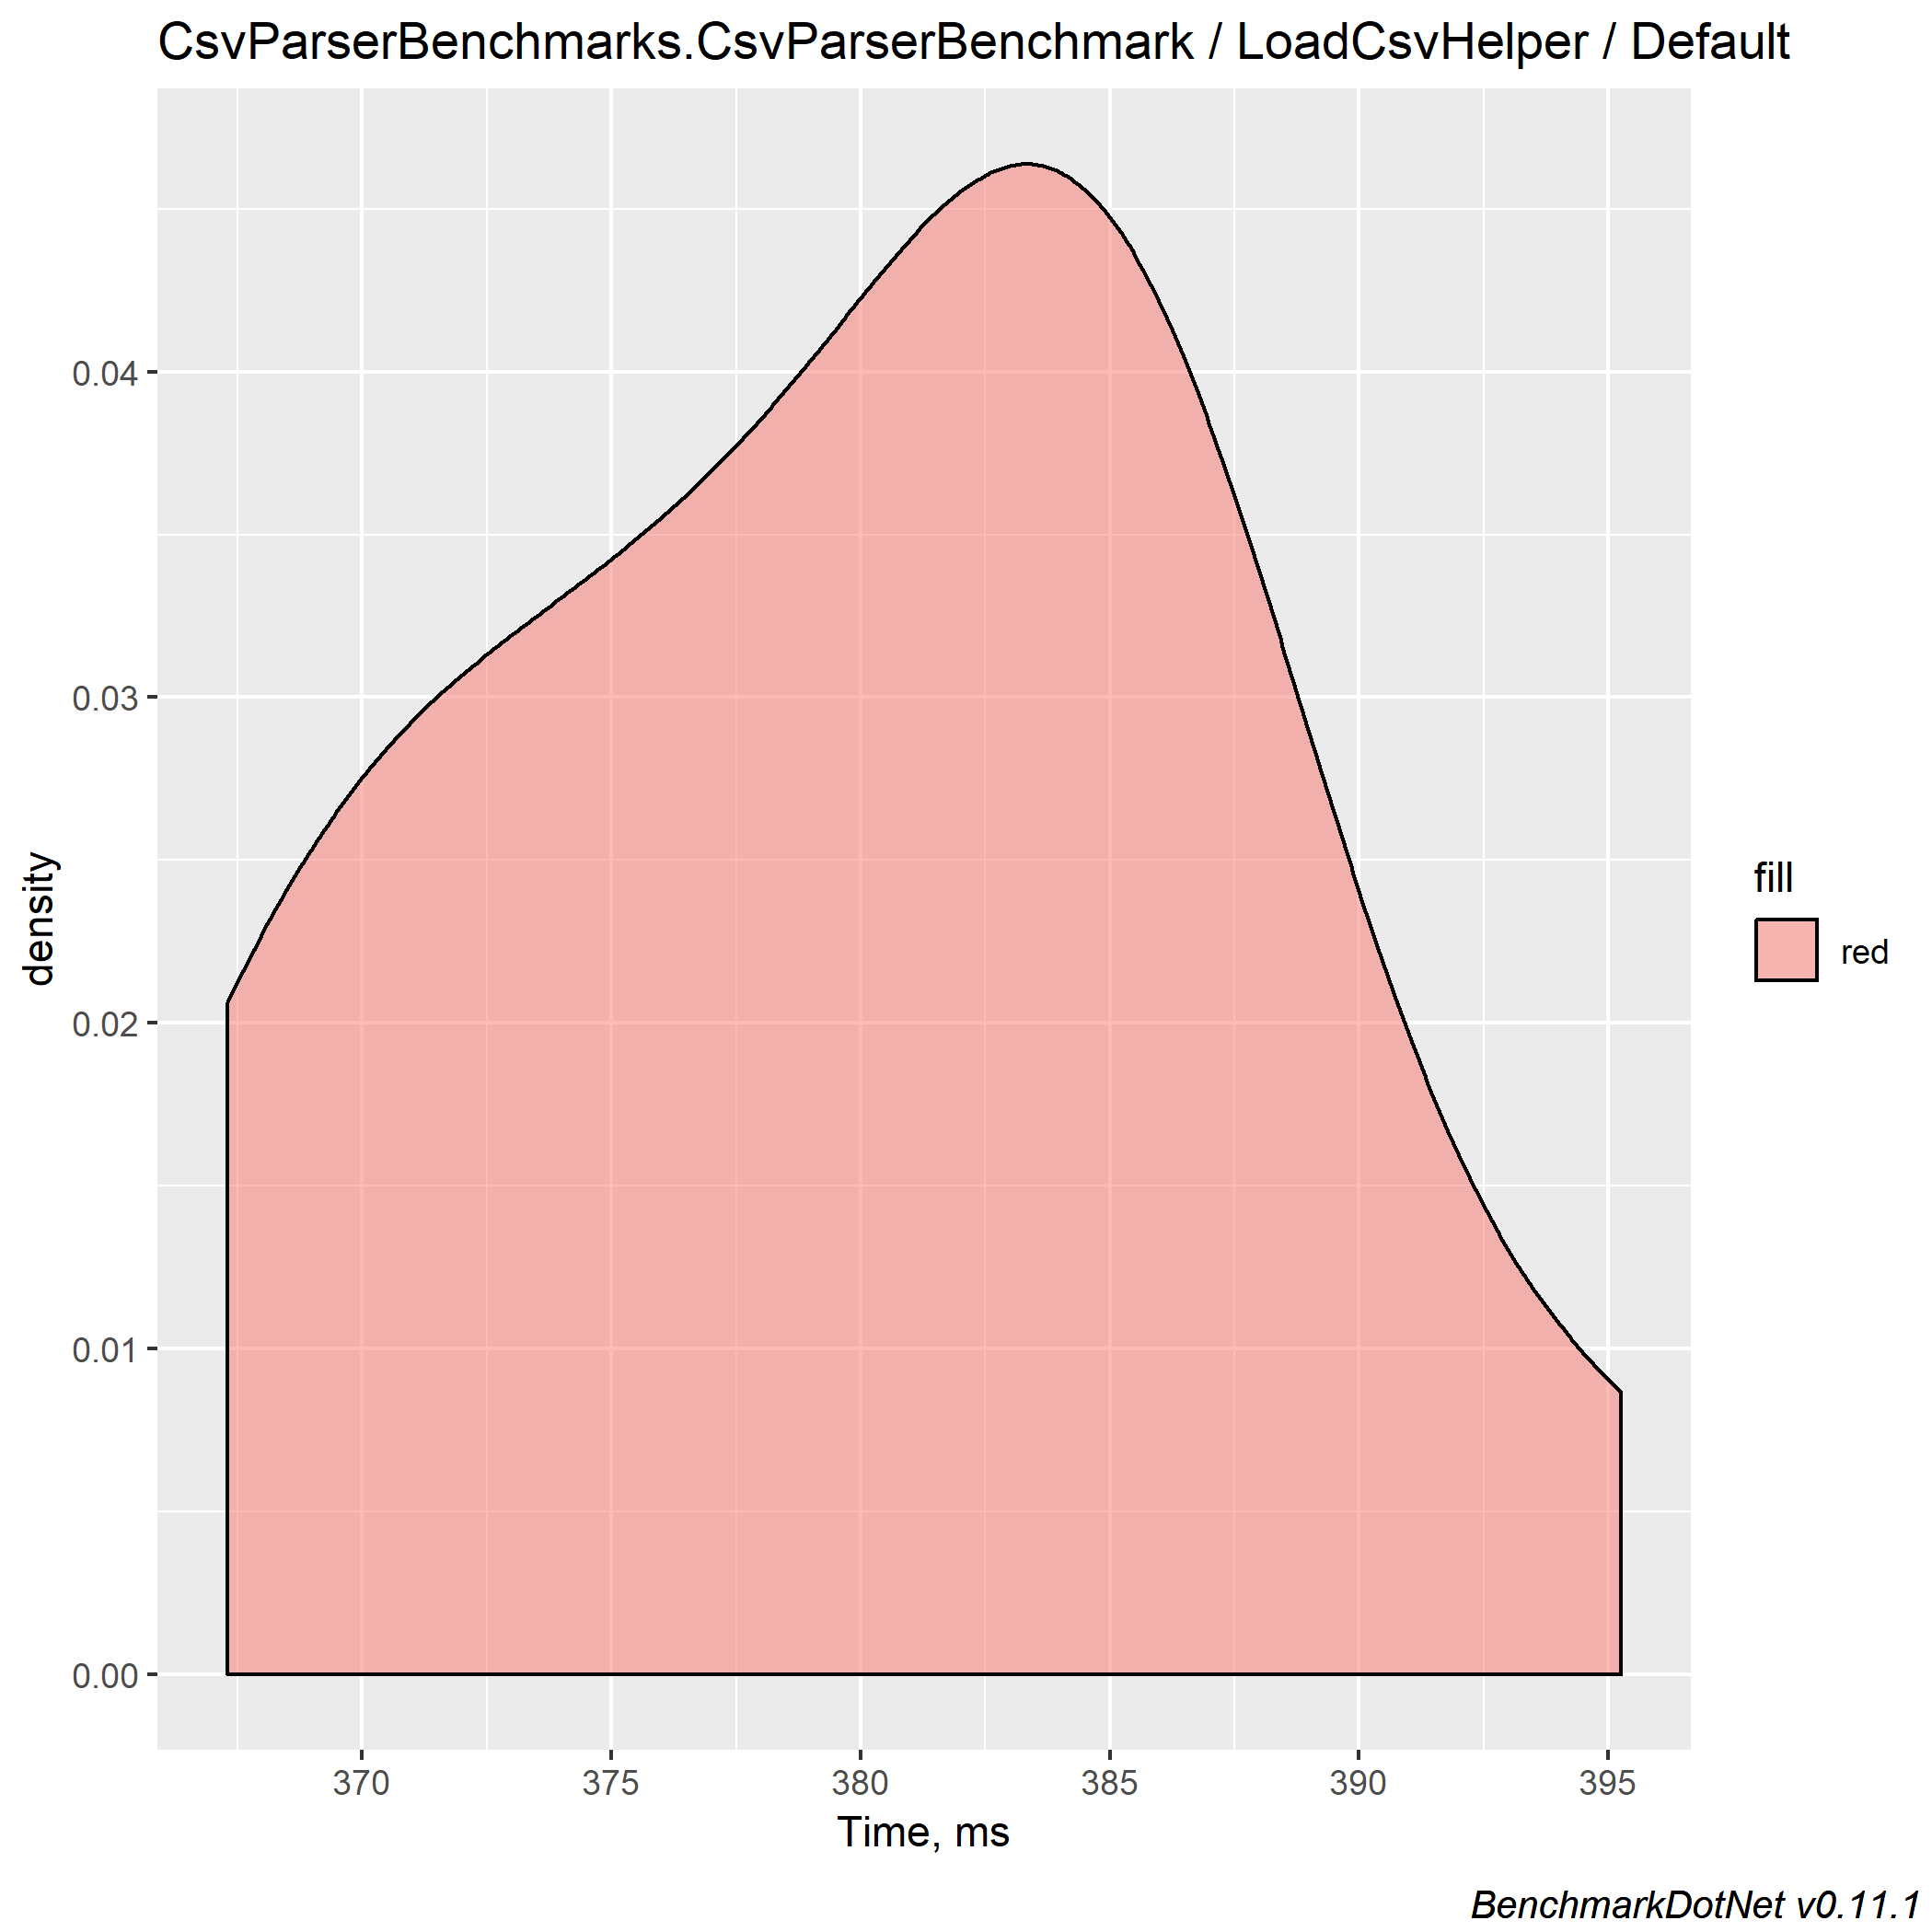 CsvParserBenchmarks.CsvParserBenchmark / LoadCsvHelper / Default
density
0.04
0.03
0.02
0.01
0.00
370 375 380 385 390 395
Time, ms
fill
red
BenchmarkDotNet v0.11.1